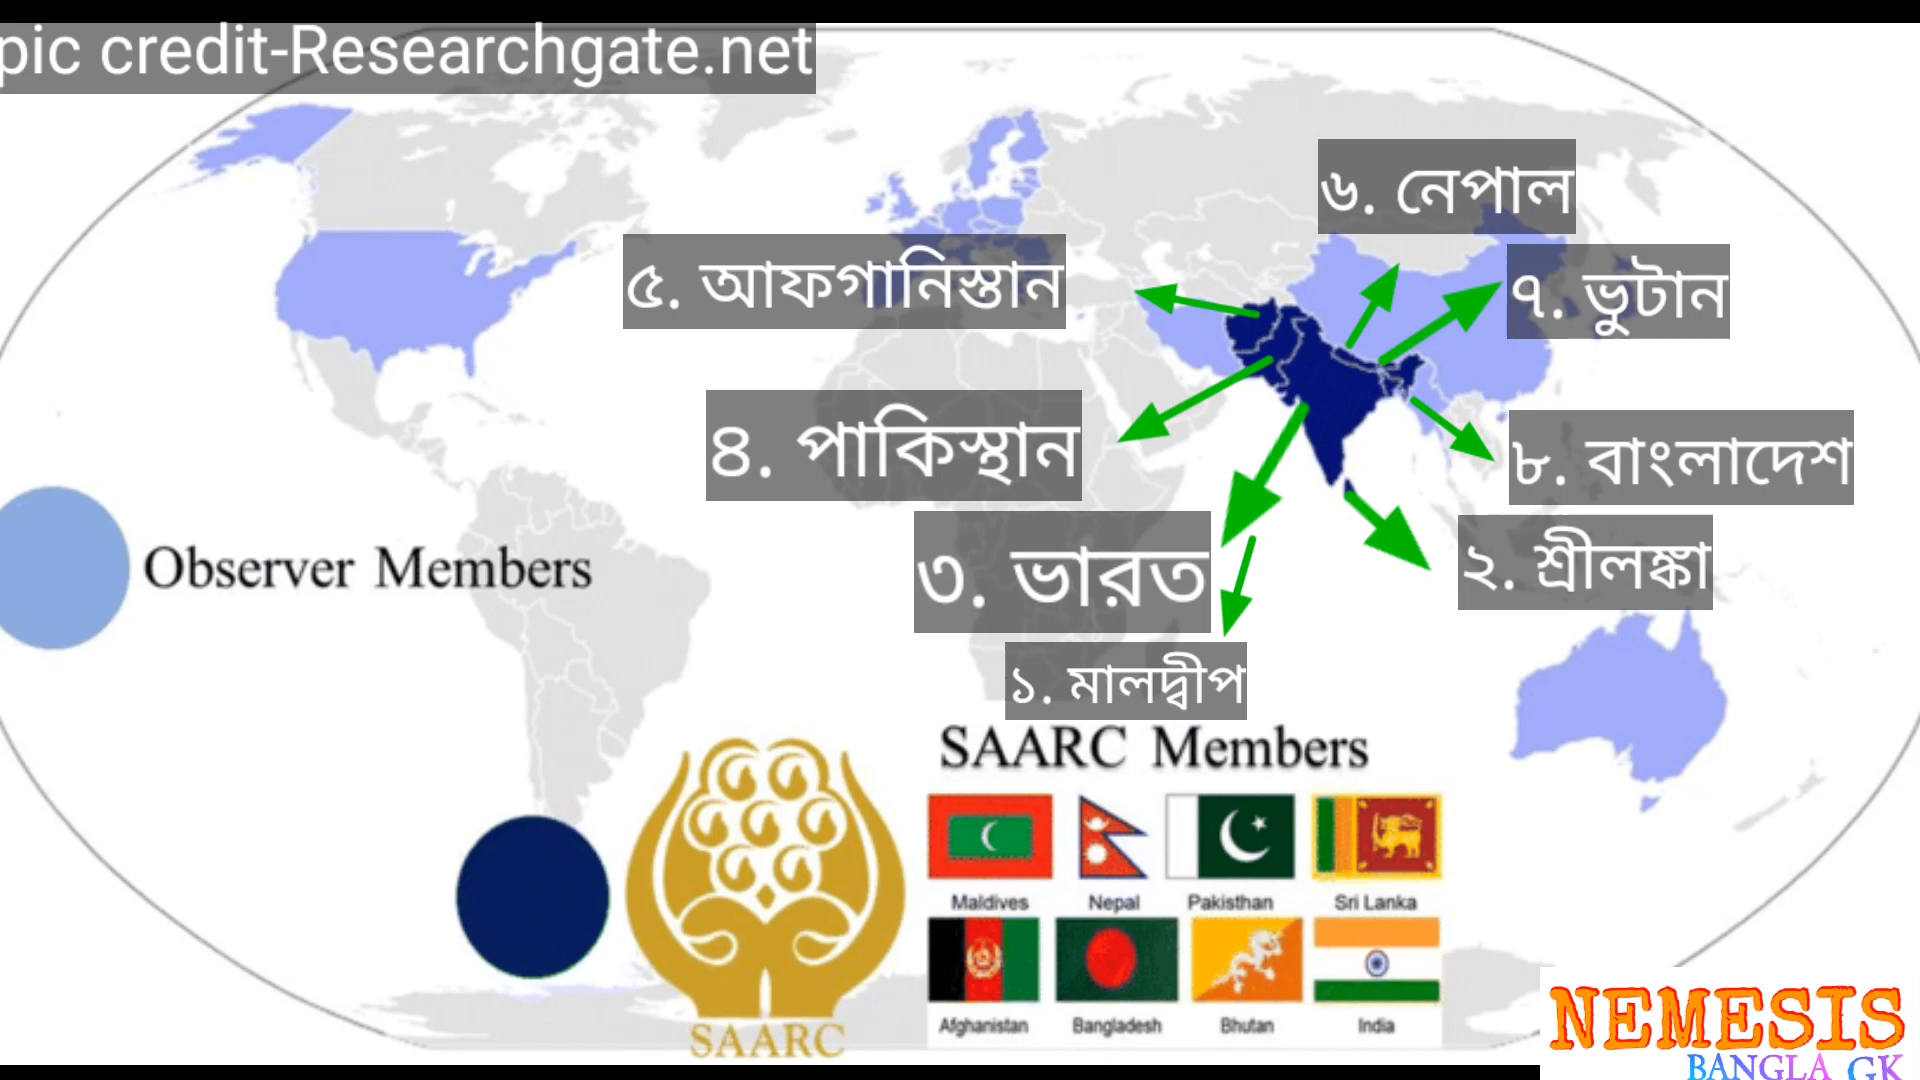 pic credit-Researchgate.net
৬. নেপাল
৫. আফগানিস্তান
৭. ভুটান
৪. পাকিস্থান
৮. বাংলাদেশ
৩. ভারত
২. শ্রীলঙ্কা
Observer Members
১. মালদ্বীপ
SAARC Members
Maldives
Nepal
Pakisthan
Sri Lanka
Afghanistan
Bangladesh
Bhutan
India
SAARC
NEMESIS
BANGLA GK